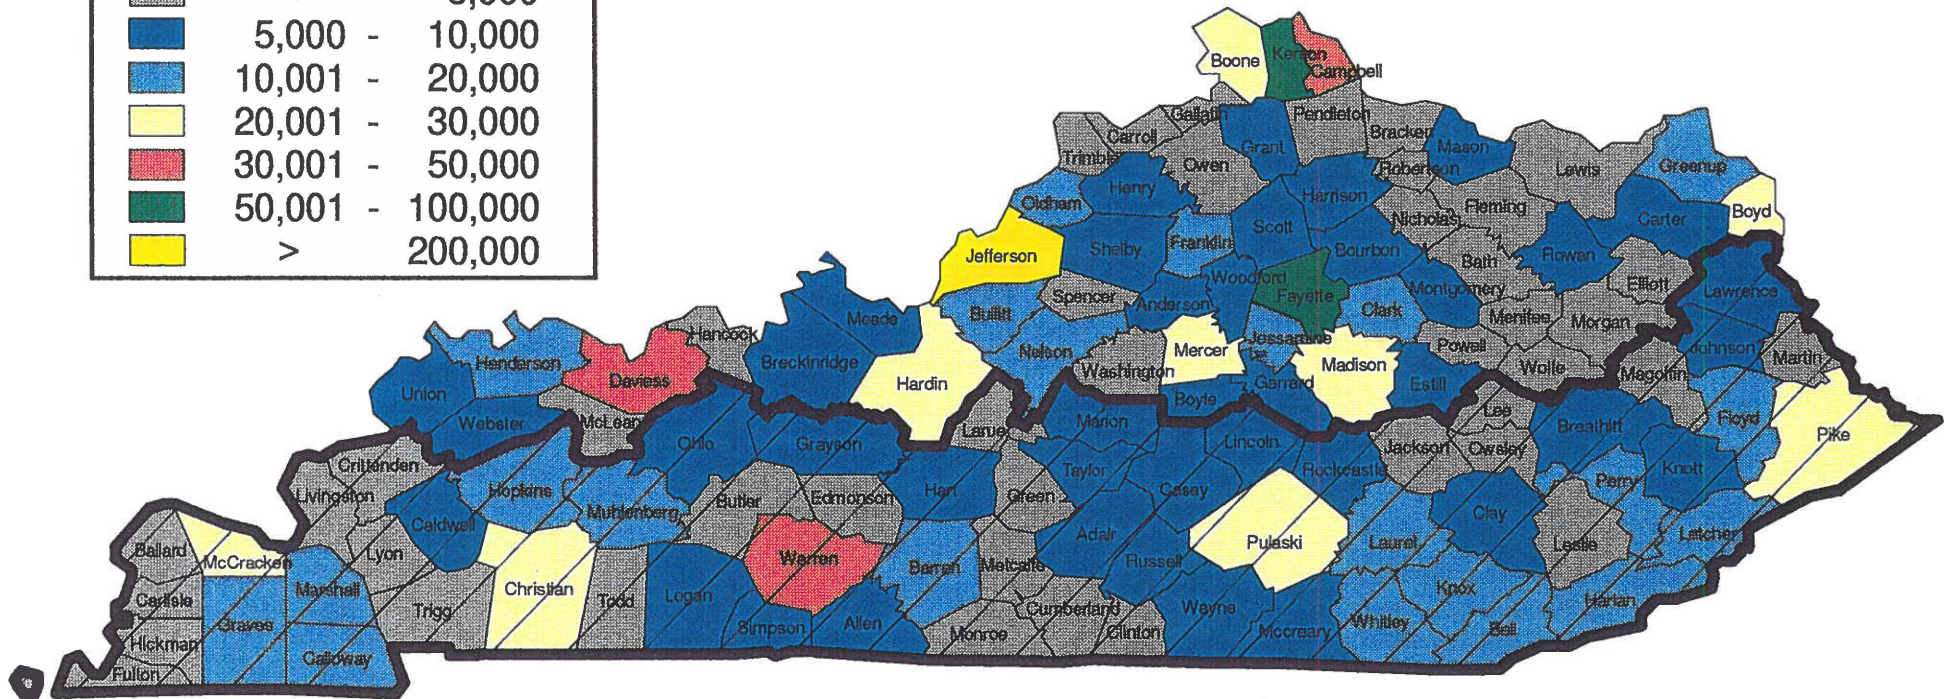 5,000 - 10,000
10,001 - 20,000
20,001 - 30,000
30,001 - 50,000
50,001 - 100,000
> 200,000
Boone
Kenton
Campbell
Gallatin
Pendleton
Carroll
Bracken
Grant
Mason
Trimble
Owen
Robertson
Lewis
Greenup
Henry
Harrison
Oldham
Nicholas
Fleming
Carter
Boyd
Scott
Franklin
Shelby
Bourbon
Jefferson
Rowan
Bath
Woodford
Elliott
Montgomery
Lawrence
Spencer
Anderson
Fayette
Clark
Bullitt
Menifee
Morgan
Meade
Hancock
Jessamine
Powell
Johnson
Martin
Nelson
Mercer
Breckinridge
Henderson
Washington
Madison
Wolfe
Magoffin
Daviess
Hardin
Garrard
Estill
Union
Boyle
Lee
Floyd
Webster
McLean
Marion
Larue
Breathitt
Pike
Ohio
Grayson
Lincoln
Jackson
Owsley
Crittenden
Taylor
Rockcastle
Knott
Perry
Livingston
Hopkins
Butler
Edmonson
Hart
Green
Casey
Muhlenberg
Clay
Caldwell
Adair
Letcher
Ballard
Lyon
Pulaski
Laurel
Leslie
McCracken
Warren
Barren
Metcalfe
Russell
Marshall
Christian
Knox
Carlisle
Todd
Logan
Harlan
Trigg
Cumberland
Wayne
Graves
Simpson
Allen
Whitley
Bell
Hickman
Monroe
Clinton
Mccreary
Calloway
Fulton